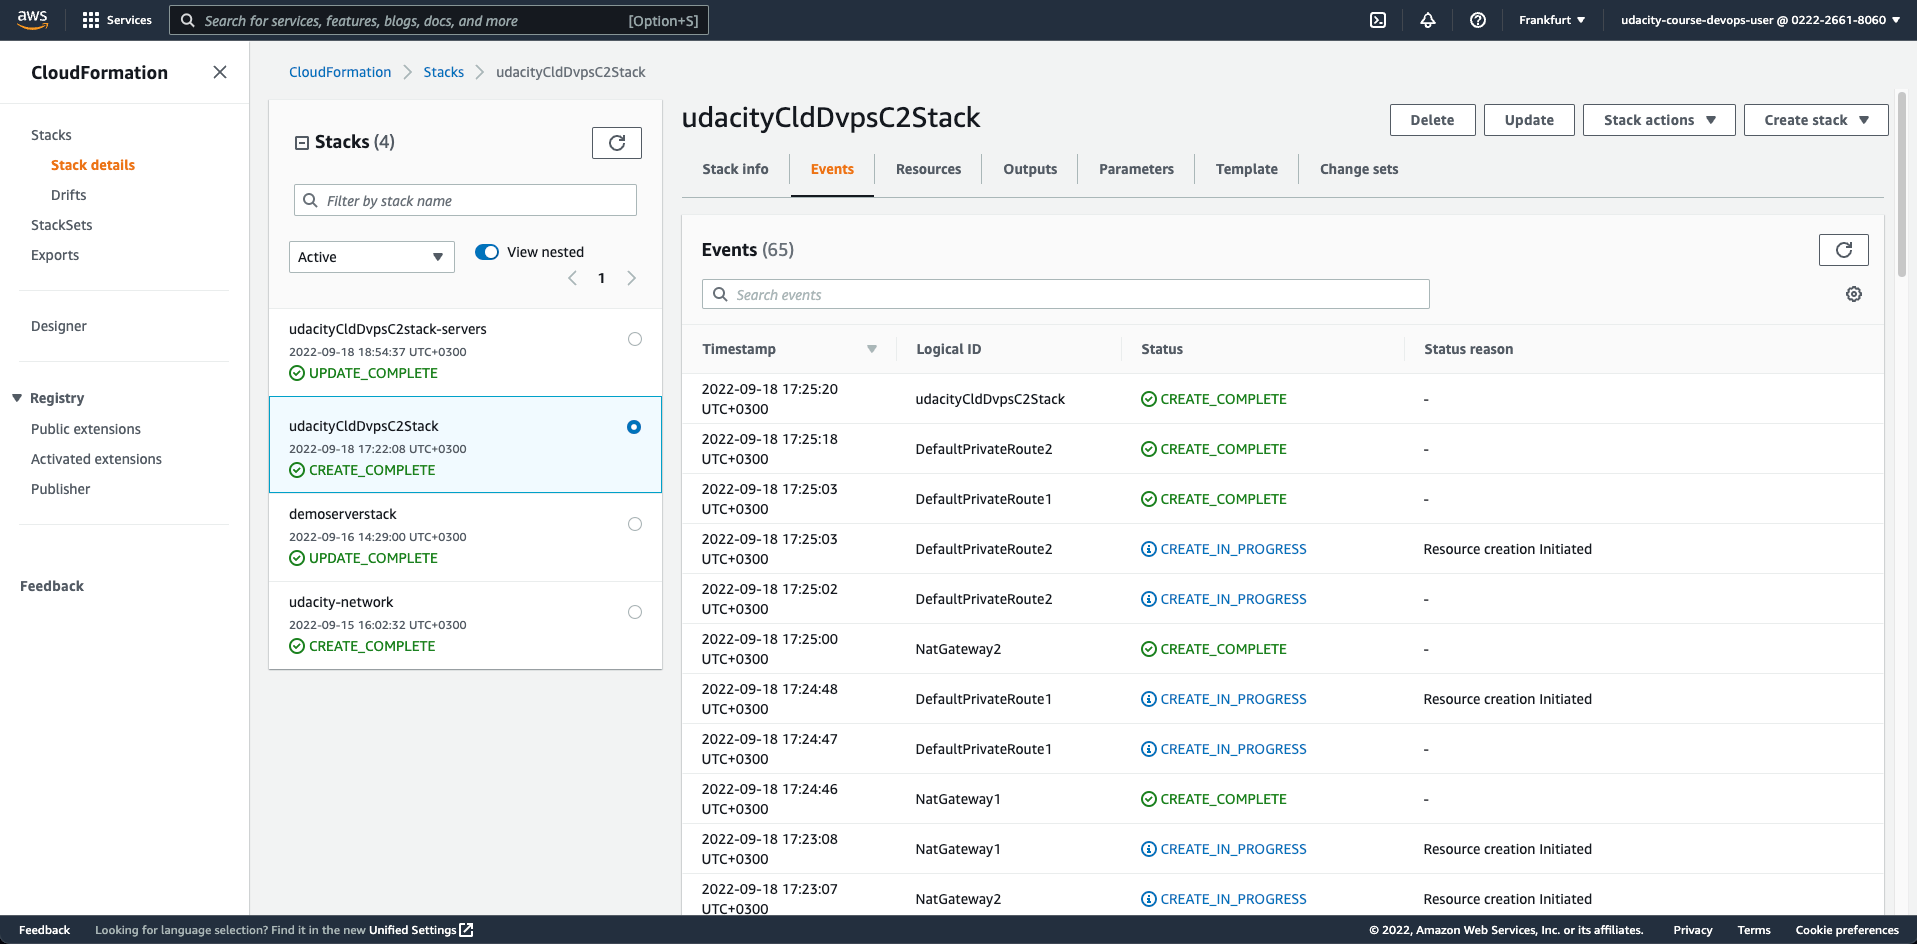 aws
Services
Search for services, features, blogs, docs, and more
[Option+S]
Frankfurt
udacity-course-devops-user @ 0222-2661-8060
CloudFormation
Stacks
Stack details
Drifts
StackSets
Exports
Designer
Registry
Public extensions
Activated extensions
Publisher
Feedback
CloudFormation
Stacks
udacityCldDvpsC2Stack
Stacks (4)
Filter by stack name
Active
View nested
1
udacityCldDvpsC2stack-servers
2022-09-18 18:54:37 UTC+0300
UPDATE_COMPLETE
udacityCldDvpsC2Stack
2022-09-18 17:22:08 UTC+0300
CREATE_COMPLETE
demoserverstack
2022-09-16 14:29:00 UTC+0300
UPDATE_COMPLETE
udacity-network
2022-09-15 16:02:32 UTC+0300
CREATE_COMPLETE
udacityCldDvpsC2Stack
Delete
Update
Stack actions
Create stack
Stack info
Events
Resources
Outputs
Parameters
Template
Change sets
Events (65)
Search events
Timestamp
Logical ID
Status
Status reason
2022-09-18 17:25:20
UTC+0300
udacityCldDvpsC2Stack
CREATE_COMPLETE
-
2022-09-18 17:25:18
UTC+0300
DefaultPrivateRoute2
CREATE_COMPLETE
-
2022-09-18 17:25:03
UTC+0300
DefaultPrivateRoute1
CREATE_COMPLETE
-
2022-09-18 17:25:03
UTC+0300
DefaultPrivateRoute2
CREATE_IN_PROGRESS
Resource creation Initiated
2022-09-18 17:25:02
UTC+0300
DefaultPrivateRoute2
CREATE_IN_PROGRESS
-
2022-09-18 17:25:00
UTC+0300
NatGateway2
CREATE_COMPLETE
-
2022-09-18 17:24:48
UTC+0300
DefaultPrivateRoute1
CREATE_IN_PROGRESS
Resource creation Initiated
2022-09-18 17:24:47
UTC+0300
DefaultPrivateRoute1
CREATE_IN_PROGRESS
-
2022-09-18 17:24:46
UTC+0300
NatGateway1
CREATE_COMPLETE
-
2022-09-18 17:23:08
UTC+0300
NatGateway1
CREATE_IN_PROGRESS
Resource creation Initiated
2022-09-18 17:23:07
UTC+0300
NatGateway2
CREATE_IN_PROGRESS
Resource creation Initiated
Feedback
Looking for language selection? Find it in the new Unified Settings
© 2022, Amazon Web Services, Inc. or its affiliates.
Privacy
Terms
Cookie preferences